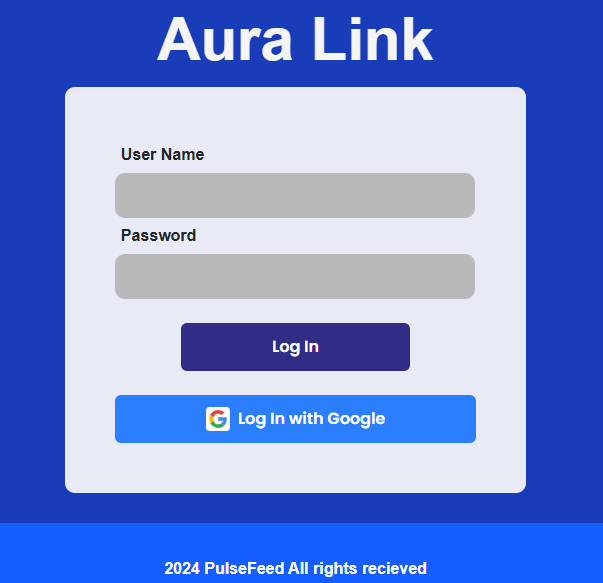 Aura Link
User Name
Password
Log In
Log In with Google
2024 PulseFeed All rights recieved